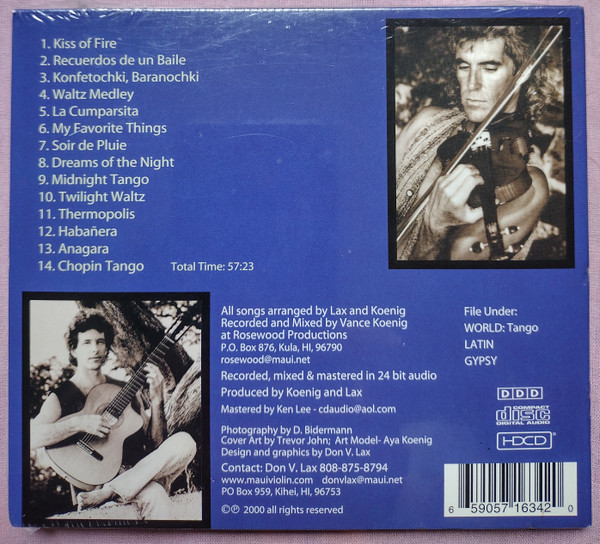 1. Kiss of Fire
2. Recuerdos de un Baile
3. Konfetochki, Baranochki
4. Waltz Medley
5. La Cumparsita
6. My Favorite Things
7. Soir de Pluie
8. Dreams of the Night
9. Midnight Tango
10. Twilight Waltz
11. Thermopolis
12. Habañera
13. Anagara
14. Chopin Tango Total Time: 57:23
All songs arranged by Lax and Koenig
Recorded and Mixed by Vance Koenig
at Rosewood Productions
P.O. Box 876, Kula, HI, 96790
rosewood@maui.net
Recorded, mixed & mastered in 24 bit audio
Produced by Koenig and Lax
Mastered by Ken Lee - cdaudio@aol.com
Photography by D. Bidermann
Cover Art by Trevor John; Art Model- Aya Koenig
Design and graphics by Don V. Lax
Contact: Don V. Lax 808-875-8794
www.mauiviolin.com donvlax@maui.net
PO Box 959, Kihei, HI, 96753
©℗ 2000 all rights reserved
File Under:
WORLD: Tango
LATIN
GYPSY
DDD
COMPACT
disc
DIGITAL AUDIO
HDCD
6 59057 16342 0